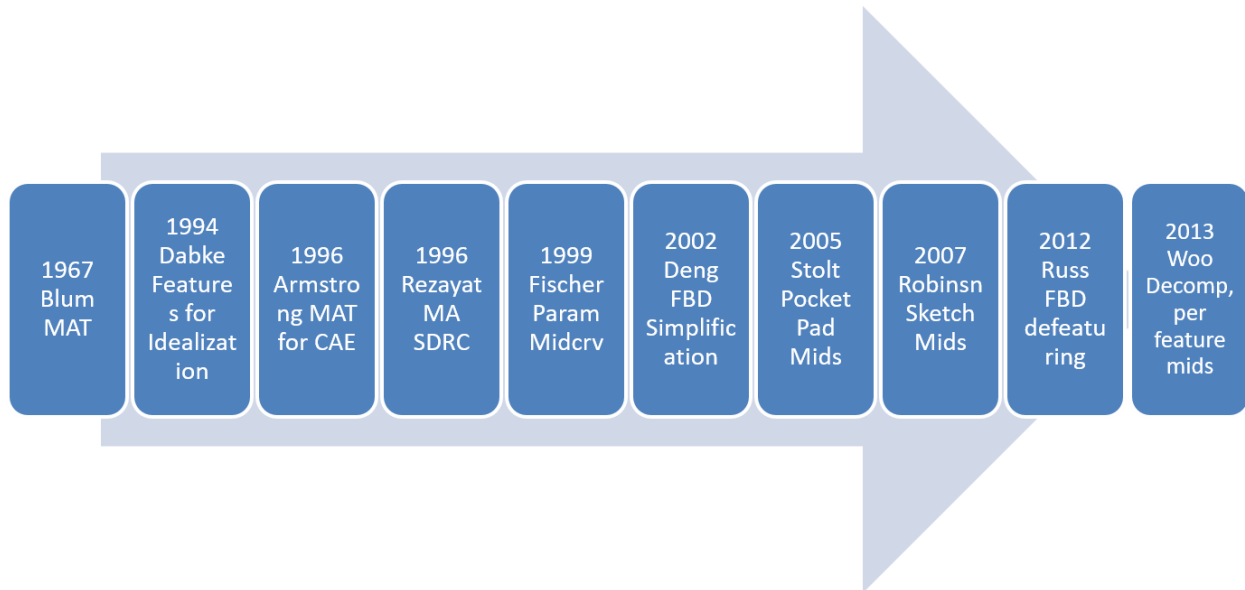 1967
Blum
MAT
1994
Dabke
Feature
s for
Idealizat
ion
1996
Armstro
ng MAT
for CAE
1996
Rezayat
MA
SDRC
1999
Fischer
Param
Midcrv
2002
Deng
FBD
Simplific
ation
2005
Stolt
Pocket
Pad
Mids
2007
Robinsn
Sketch
Mids
2012
Russ
FBD
defeatu
ring
2013
Woo
Decomp,
per
feature
mids